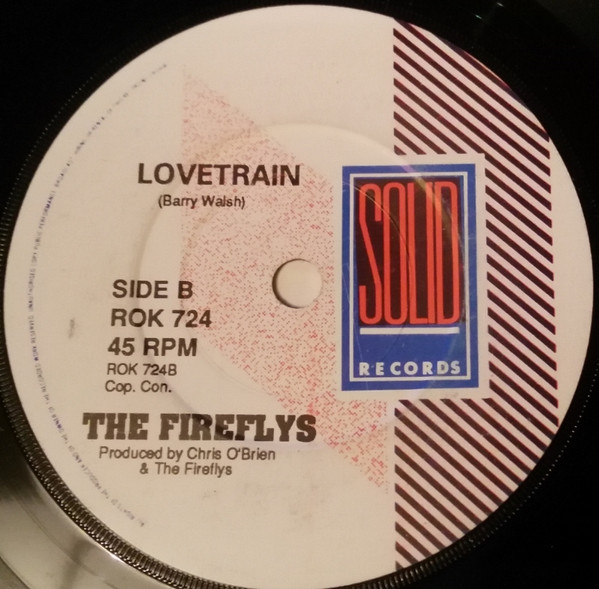 LOVETRAIN
(Barry Walsh)
SOLID
RECORDS
SIDE B
ROK 724
45 RPM
ROK 724B
Cop. Con.
THE FIREFLYS
Produced by Chris O'Brien
& The Fireflys